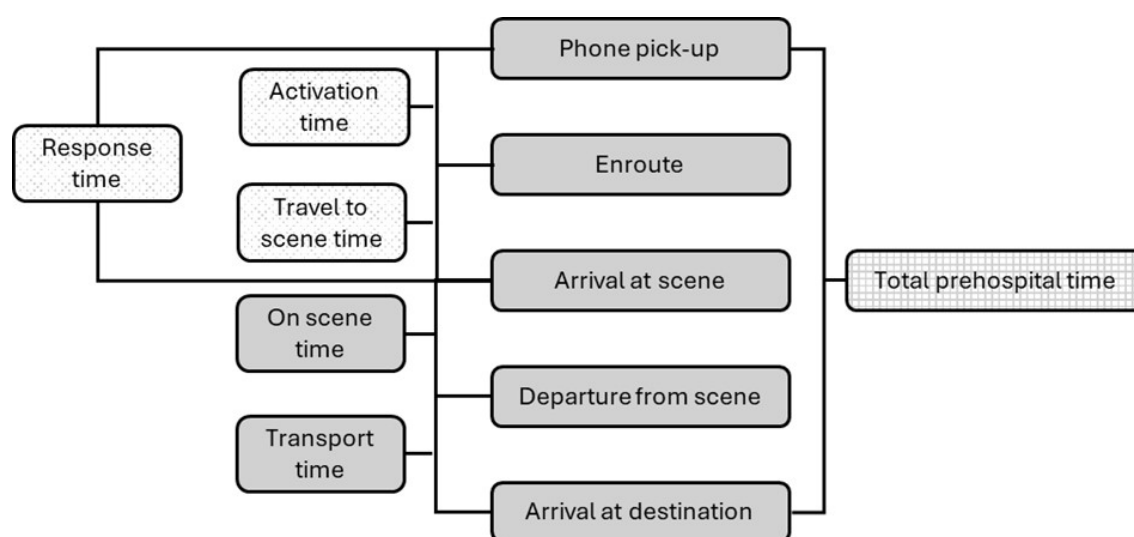 Phone pick-up
Activation
time
Response
time
Enroute
Travel to
scene time
Arrival at scene
Total prehospital time
On scene
time
Departure from scene
Transport
time
Arrival at destination